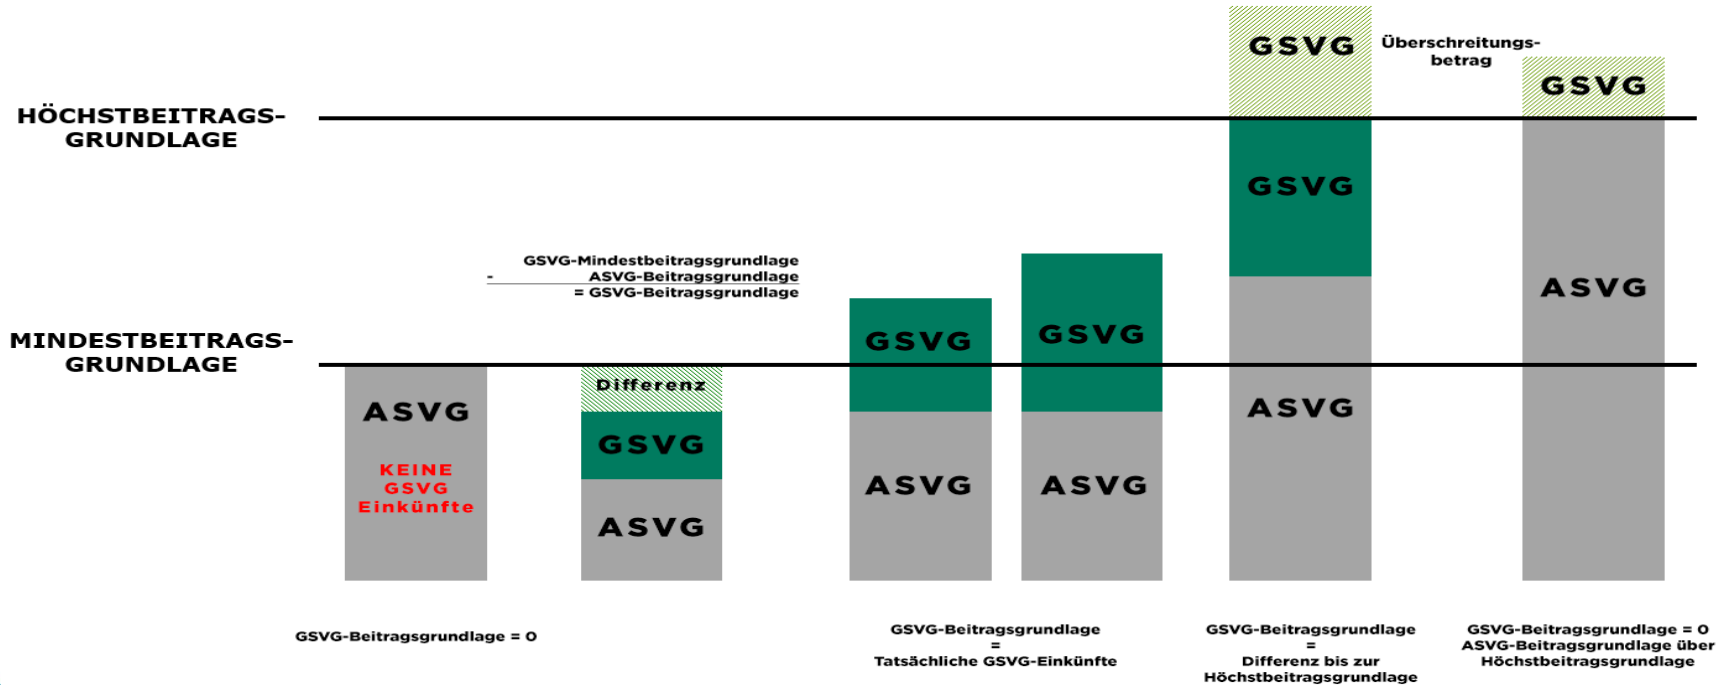 GSVG
Überschreitungs-
betrag
GSVG
HÖCHSTBEITRAGS-
GRUNDLAGE
GSVG
GSVG-Mindestbeitragsgrundlage
- ASVG-Beitragsgrundlage
= GSVG-Beitragsgrundlage
ASVG
MINDESTBEITRAGS-
GRUNDLAGE
ASVG
KEINE
GSVG
Einkünfte
Differenz
GSVG
ASVG
GSVG
ASVG
GSVG
ASVG
ASVG
GSVG-Beitragsgrundlage = 0
GSVG-Beitragsgrundlage
=
Tatsächliche GSVG-Einkünfte
GSVG-Beitragsgrundlage
=
Differenz bis zur
Höchstbeitragsgrundlage
GSVG-Beitragsgrundlage = 0
ASVG-Beitragsgrundlage über
Höchstbeitragsgrundlage